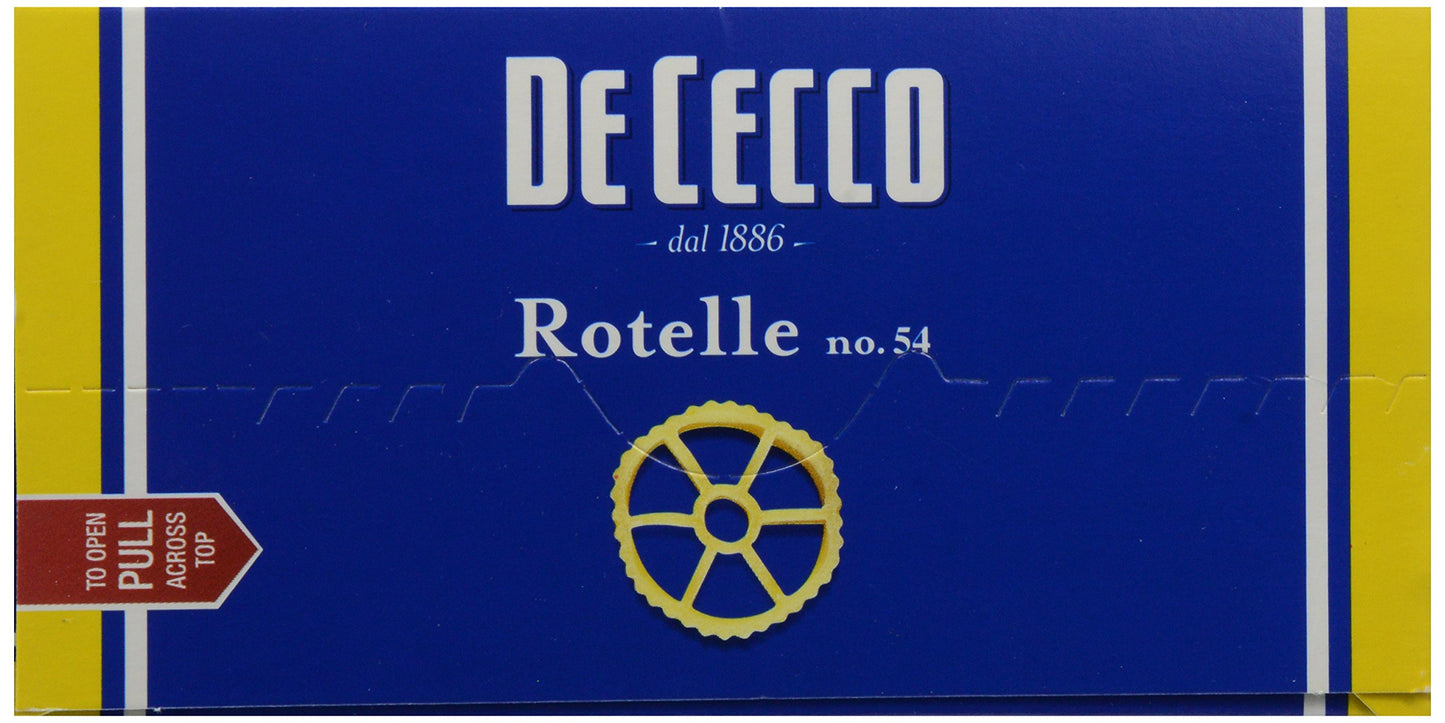 DE CECCO
- dal 1886 -
Rotelle no. 54
TO OPEN
PULL
ACROSS
TOP